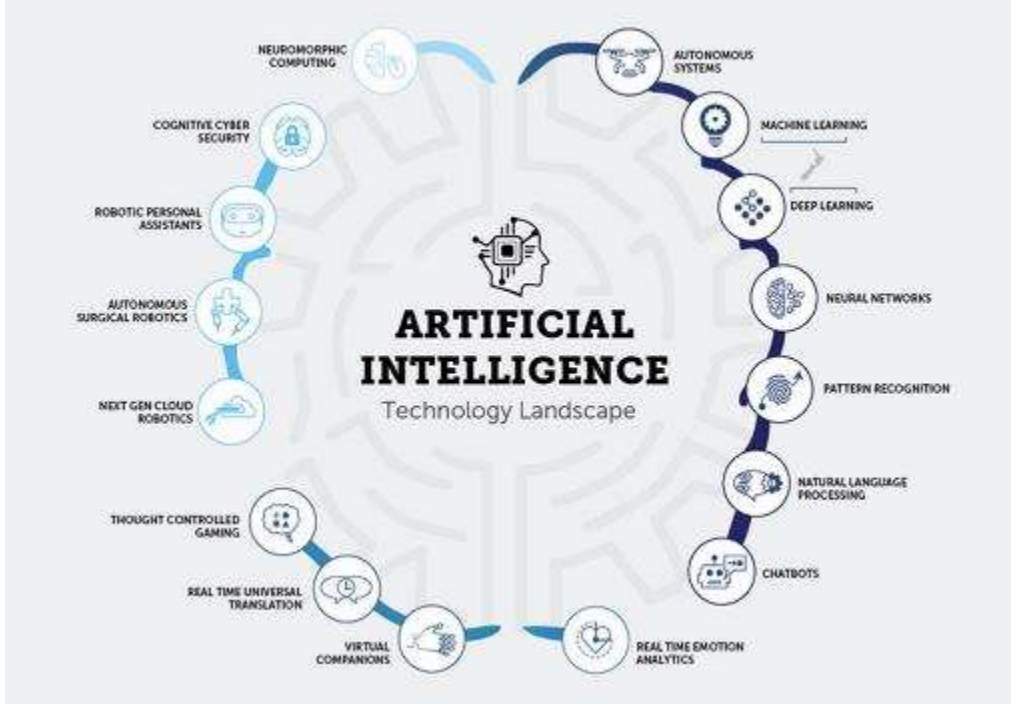 ARTIFICIAL
INTELLIGENCE
Technology Landscape
NEUROMORPHIC
COMPUTING
COGNITIVE CYBER
SECURITY
ROBOTIC PERSONAL
ASSISTANTS
AUTONOMOUS
SURGICAL ROBOTICS
NEXT GEN CLOUD
ROBOTICS
THOUGHT CONTROLLED
GAMING
REAL TIME UNIVERSAL
TRANSLATION
VIRTUAL
COMPANIONS
AUTONOMOUS
SYSTEMS
MACHINE LEARNING
DEEP LEARNING
NEURAL NETWORKS
PATTERN RECOGNITION
NATURAL LANGUAGE
PROCESSING
CHATBOTS
REAL TIME EMOTION
ANALYTICS